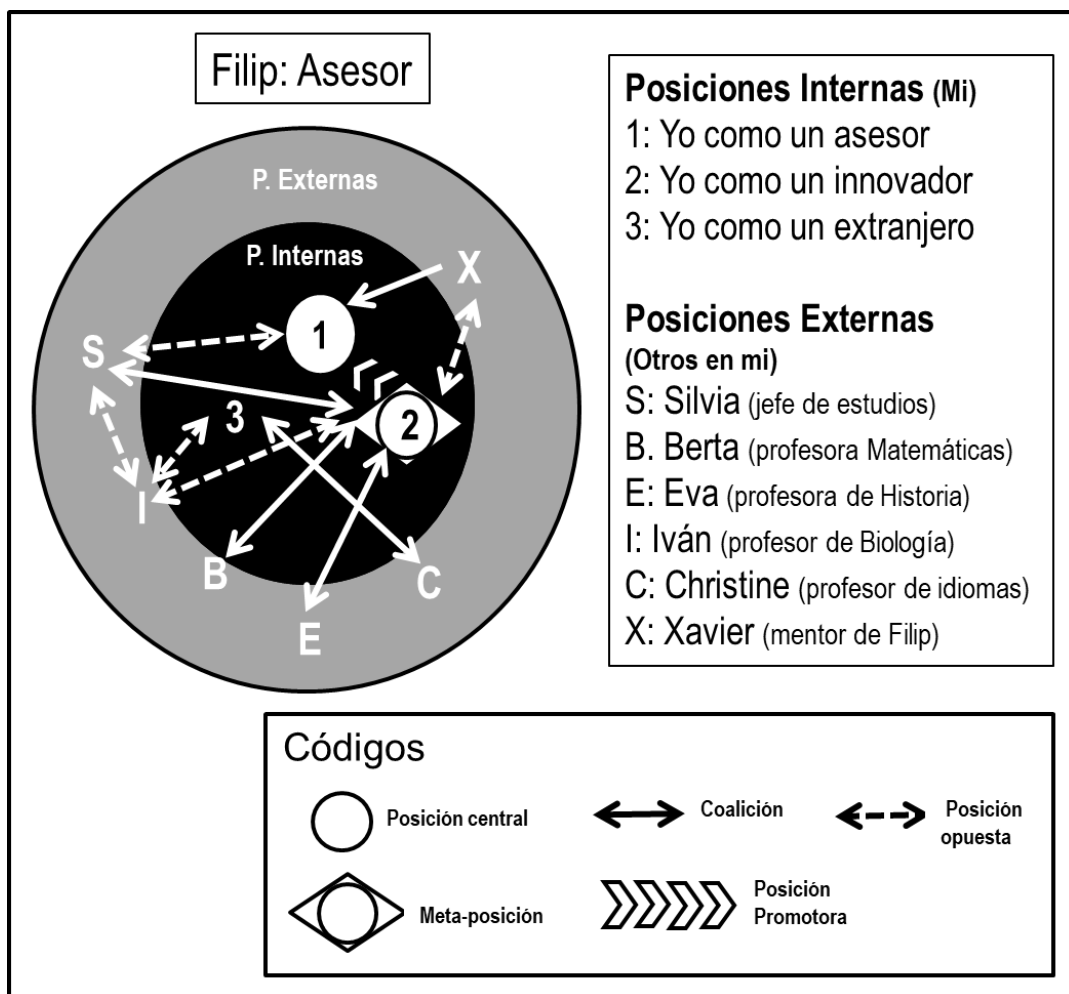 Filip: Asesor
P. Externas
P. Internas
X
1
S
3
2
I
B
C
E
Posiciones Internas (Mi)
1: Yo como un asesor
2: Yo como un innovador
3: Yo como un extranjero
Posiciones Externas
(Otros en mi)
S: Silvia (jefe de estudios)
B. Berta (profesora Matemáticas)
E: Eva (profesora de Historia)
I: Iván (profesor de Biología)
C: Christine (profesor de idiomas)
X: Xavier (mentor de Filip)
Códigos
Posición central
Coalición
Posición
opuesta
Meta-posición
Posición
Promotora